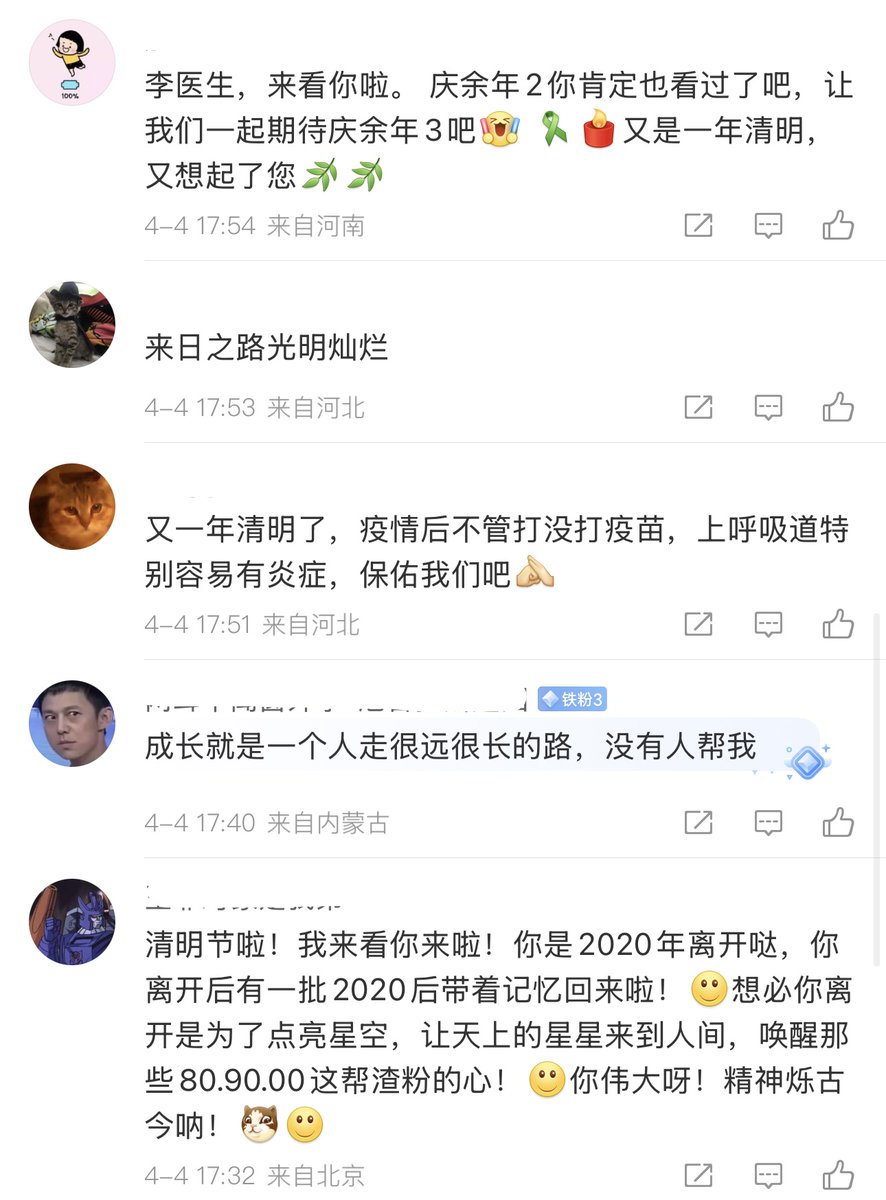 100%
李医生，来看你啦。 庆余年2你肯定也看过了吧，让
我们一起期待庆余年3吧 又是一年清明，
又想起了您
4-4 17:54 来自河南
来日之路光明灿烂
4-4 17:53 来自河北
又一年清明了，疫情后不管打没打疫苗，上呼吸道特
别容易有炎症，保佑我们吧
4-4 17:51 来自河北
铁粉3
成长就是一个人走很远很长的路，没有人帮我
4-4 17:40 来自内蒙古
清明节啦！我来看你来啦！你是2020年离开哒，你
离开后有一批2020后带着记忆回来啦！想必你离
开是为了点亮星空，让天上的星星来到人间，唤醒那
些80.90.00这帮渣粉的心！你伟大呀！精神烁古
今呐！
4-4 17:32 来自北京